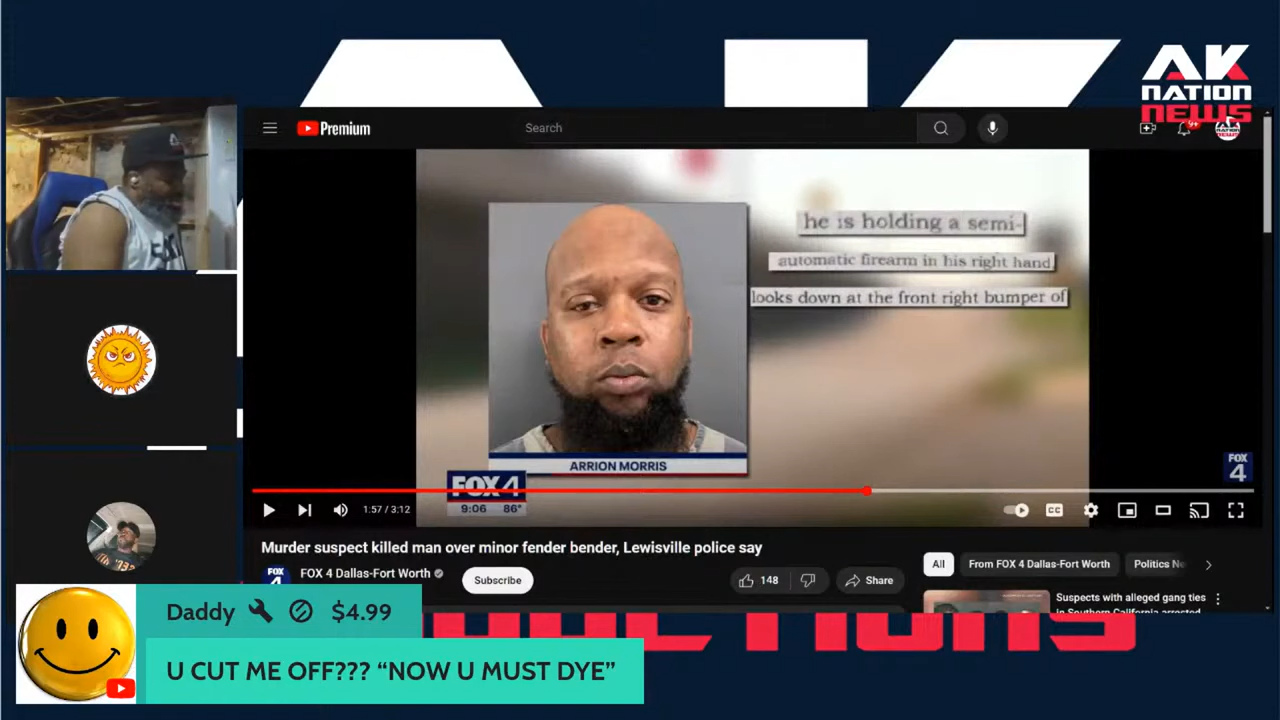 AK
NATION
NEWS
Premium
Search
9+
he is holding a semi-
automatic firearm in his right hand,
looks down at the front right bumper of
ARRION MORRIS
FOX 4
9:06 86°
FOX
4
1:57 / 3:12
CC
Murder suspect killed man over minor fender bender, Lewisville police say
FOX 4 Dallas-Fort Worth
Subscribe
148
Share
All
From FOX 4 Dallas-Fort Worth
Politics Ne
Suspects with alleged gang ties
in Southern California arrested
Daddy $4.99
U CUT ME OFF??? “NOW U MUST DYE”